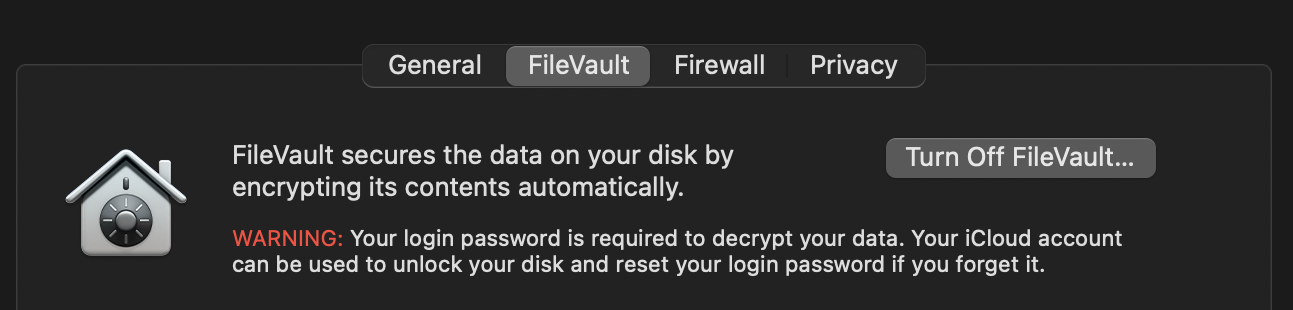 General FileVault Firewall Privacy
FileVault secures the data on your disk by
encrypting its contents automatically.
Turn Off FileVault...
WARNING: Your login password is required to decrypt your data. Your iCloud account
can be used to unlock your disk and reset your login password if you forget it.